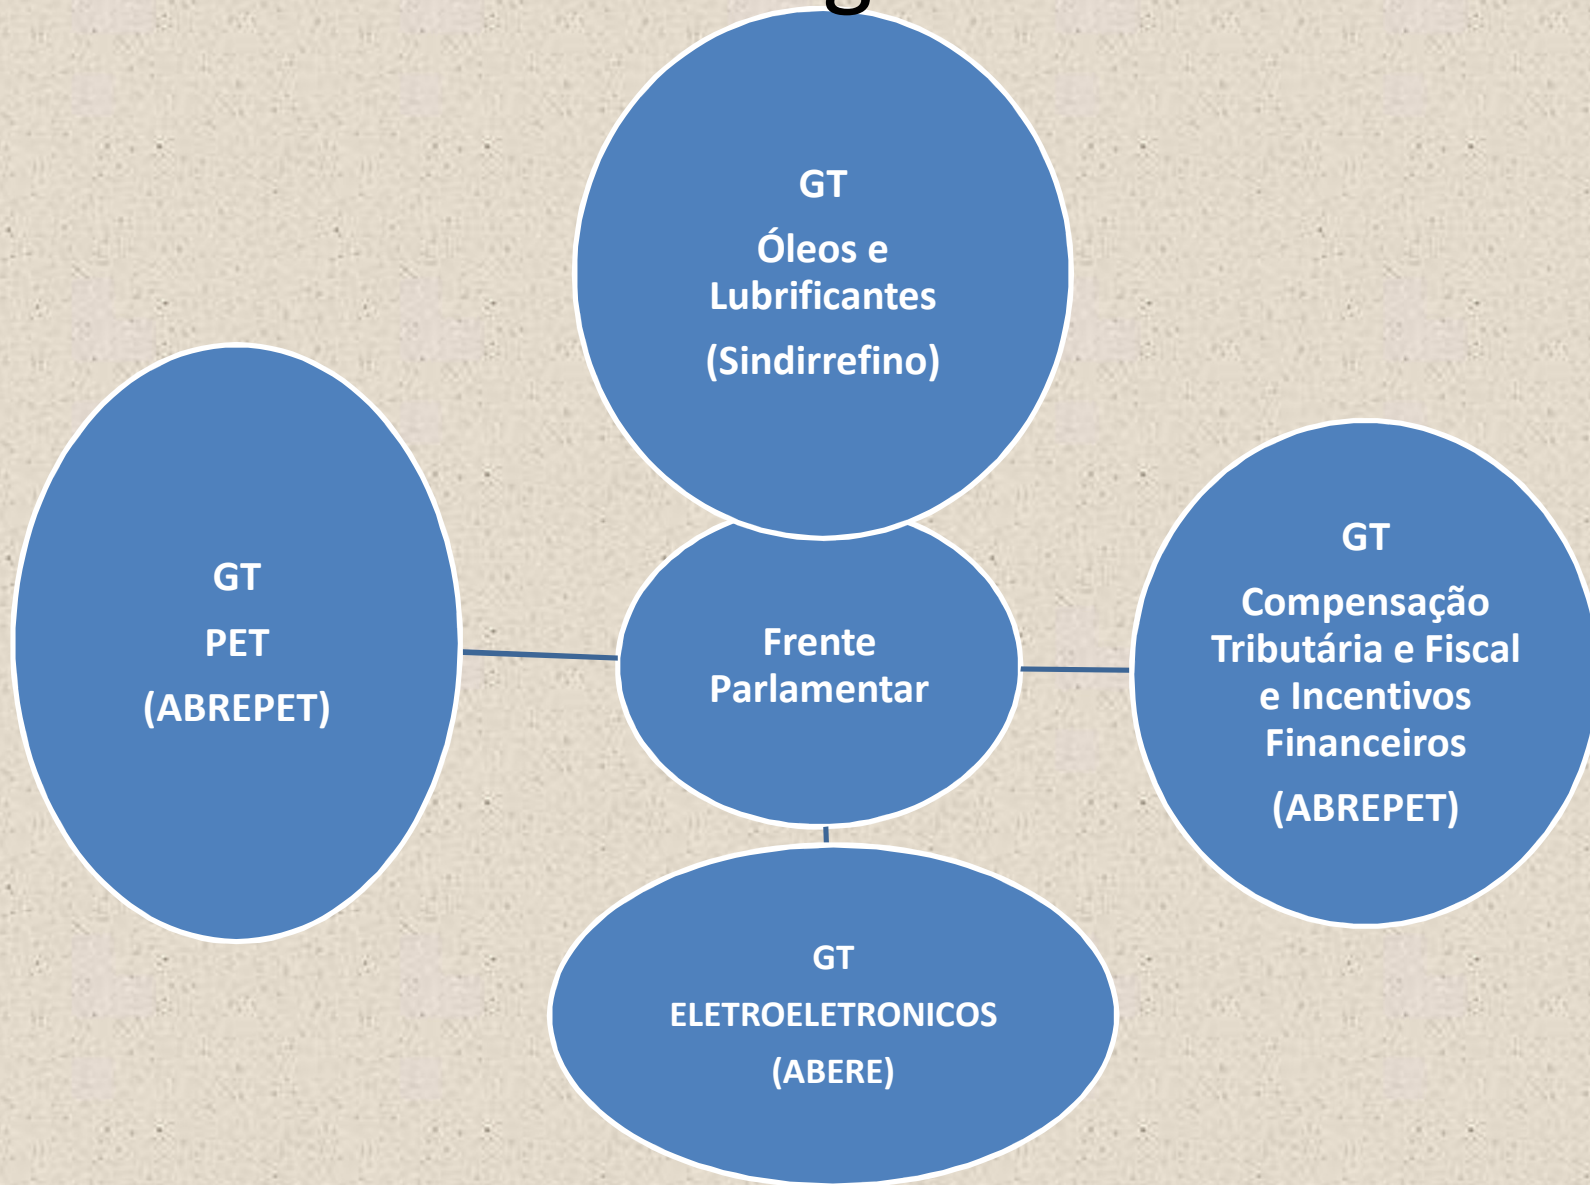 GT
Óleos e
Lubrificantes
(Sindirrefino)
GT
PET
(ABREPET)
Frente
Parlamentar
GT
Compensação
Tributária e Fiscal
e Incentivos
Financeiros
(ABREPET)
GT
ELETROELETRONICOS
(ABERE)